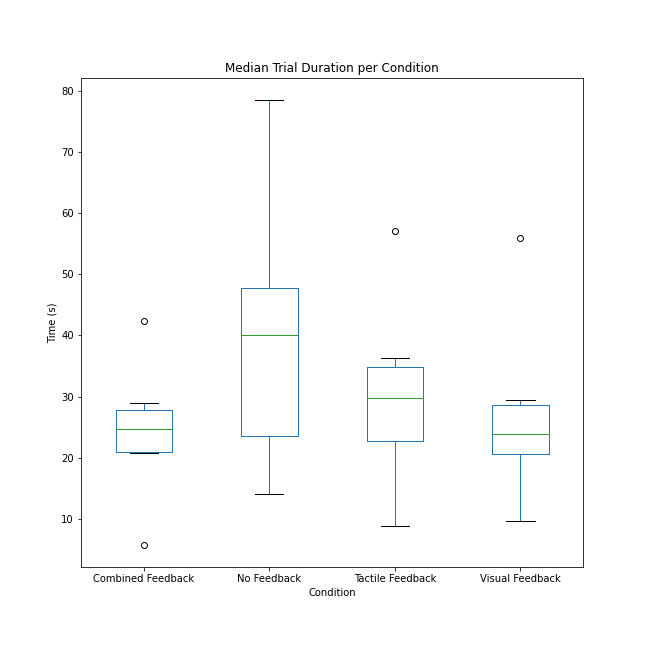 Median Trial Duration per Condition
80
70
60
50
40
30
20
10
Time (s)
Combined Feedback
No Feedback
Tactile Feedback
Visual Feedback
Condition